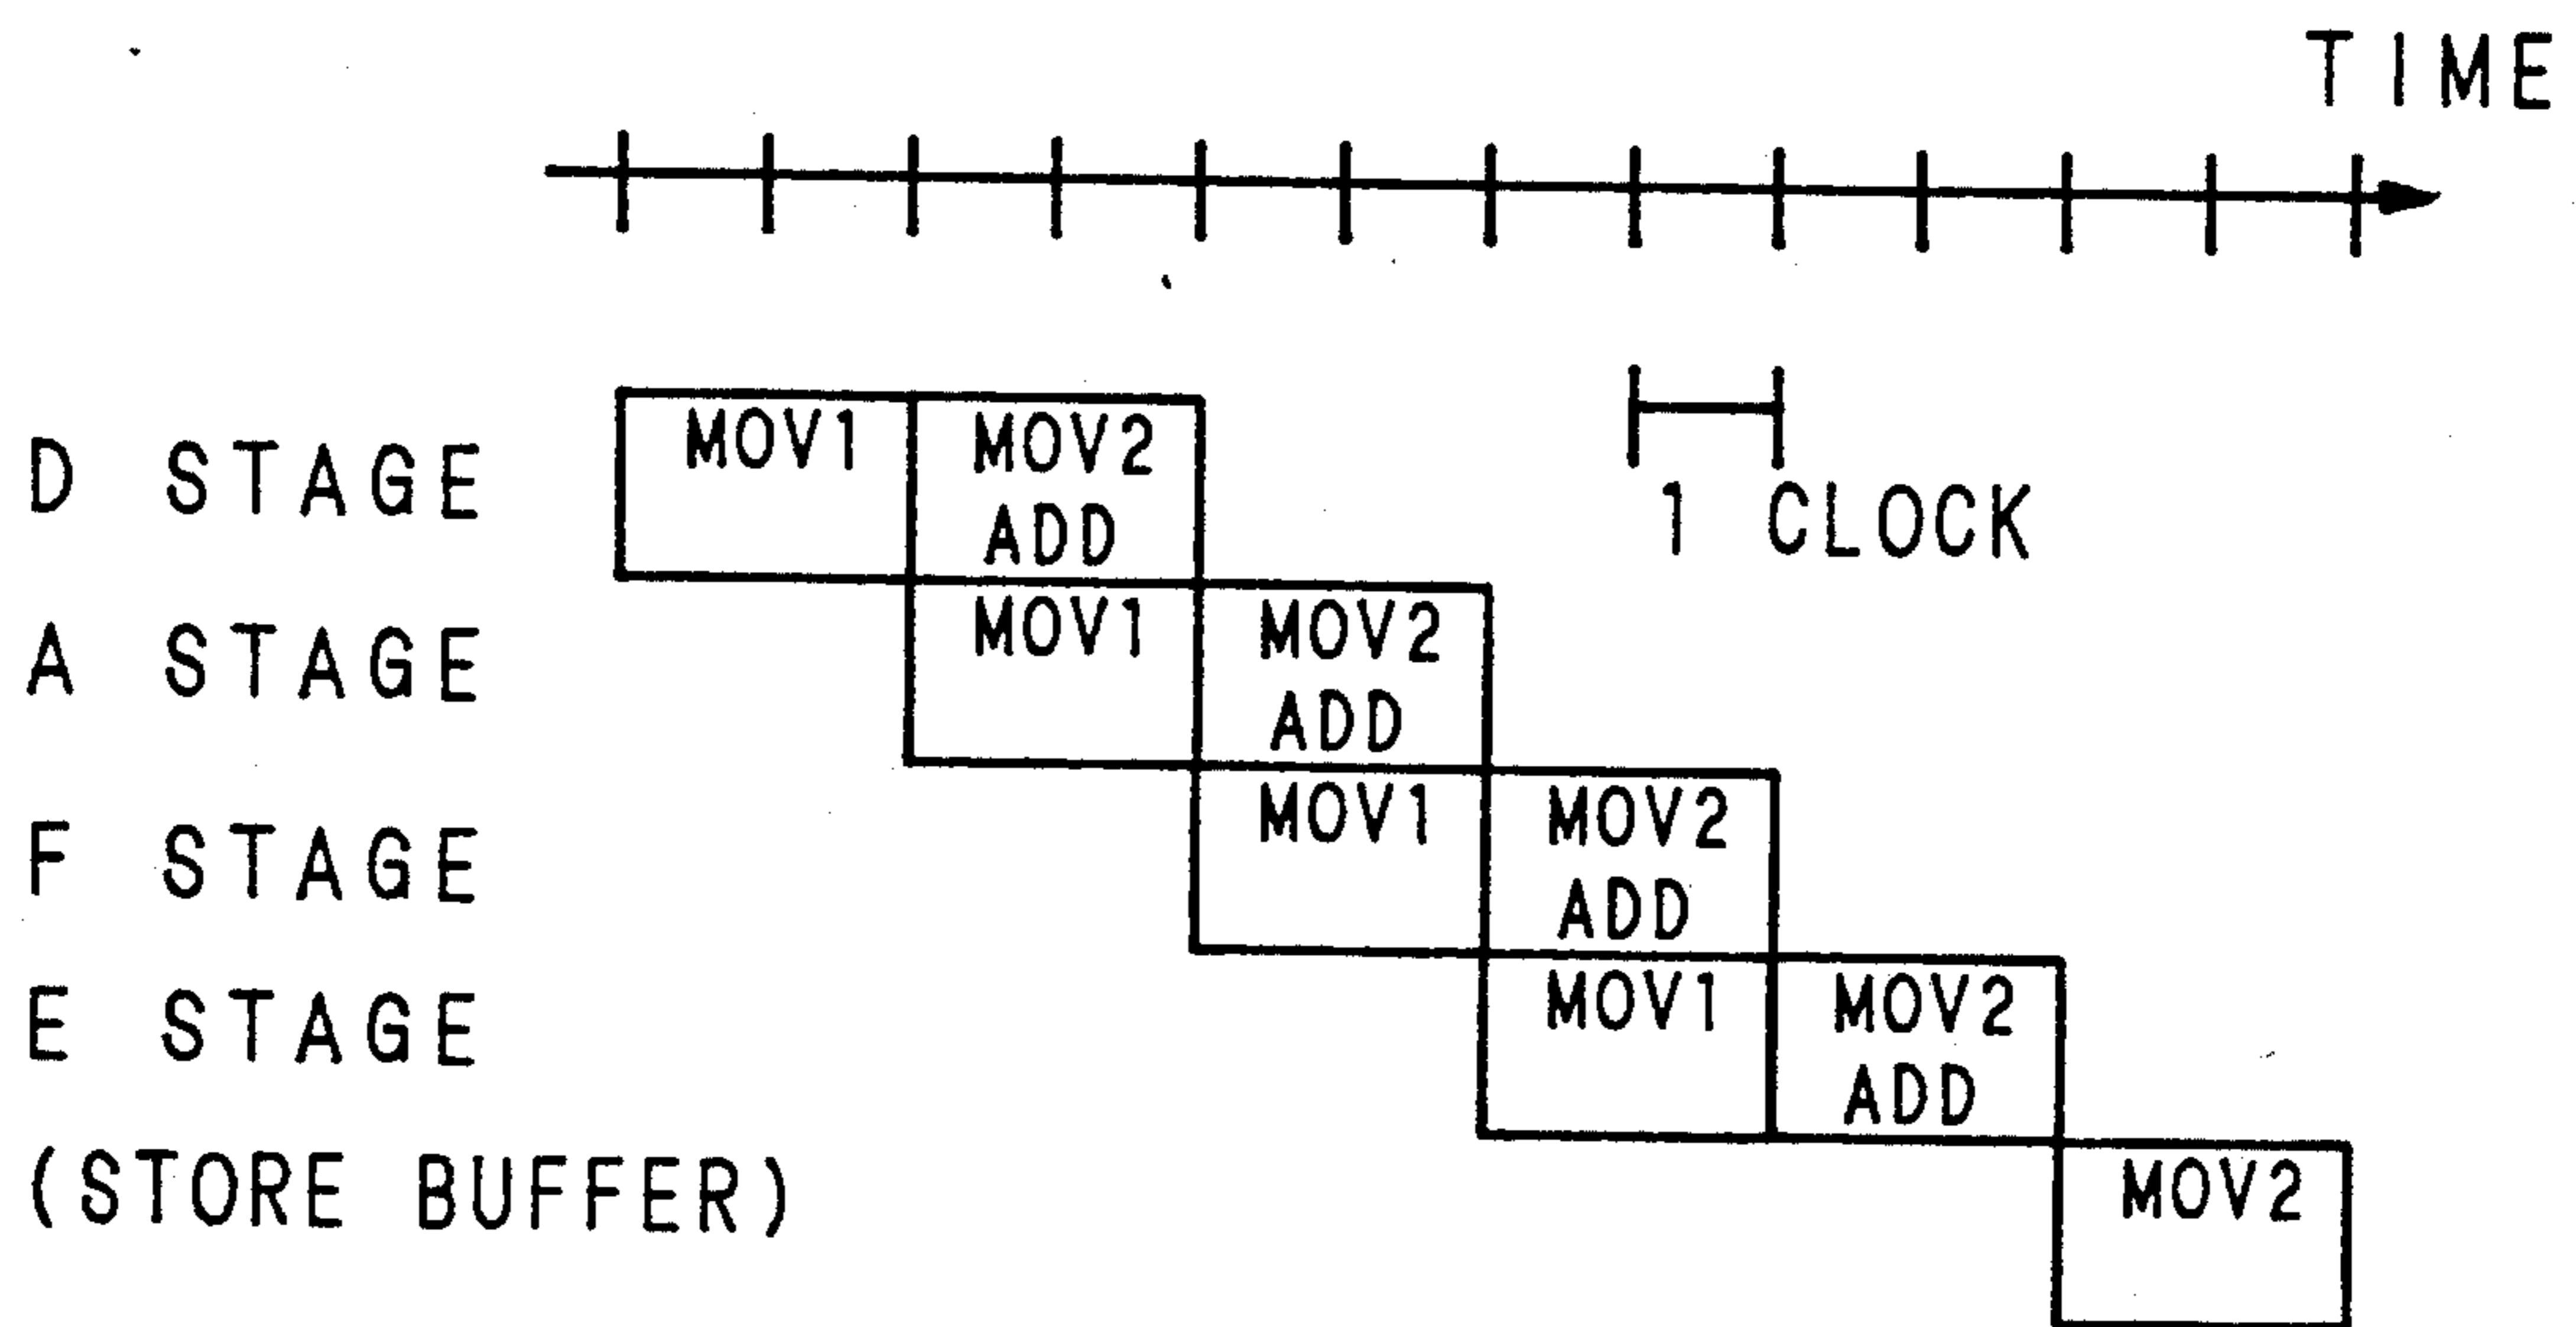 TIME
1 CLOCK
D STAGE
MOV1
MOV2
ADD
A STAGE
MOV1
MOV2
ADD
F STAGE
MOV1
MOV2
ADD
E STAGE
MOV1
MOV2
ADD
(STORE BUFFER)
MOV2